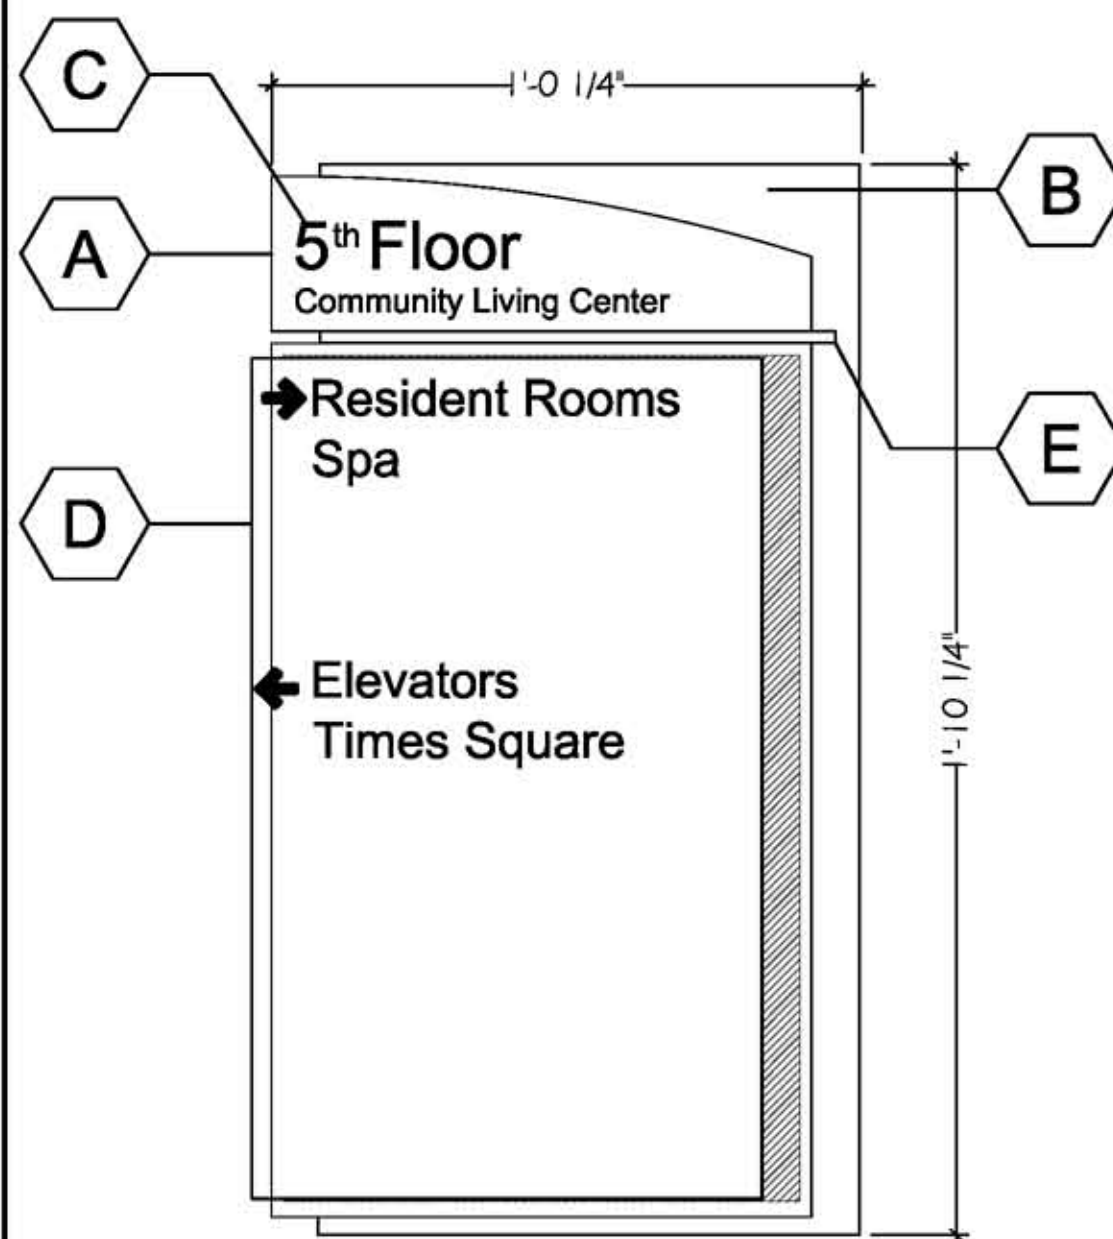 C
1'-0 1/4"
B
A
5th Floor
Community Living Center
E
Resident Rooms
Spa
D
Elevators
Times Square
1'-10 1/4"